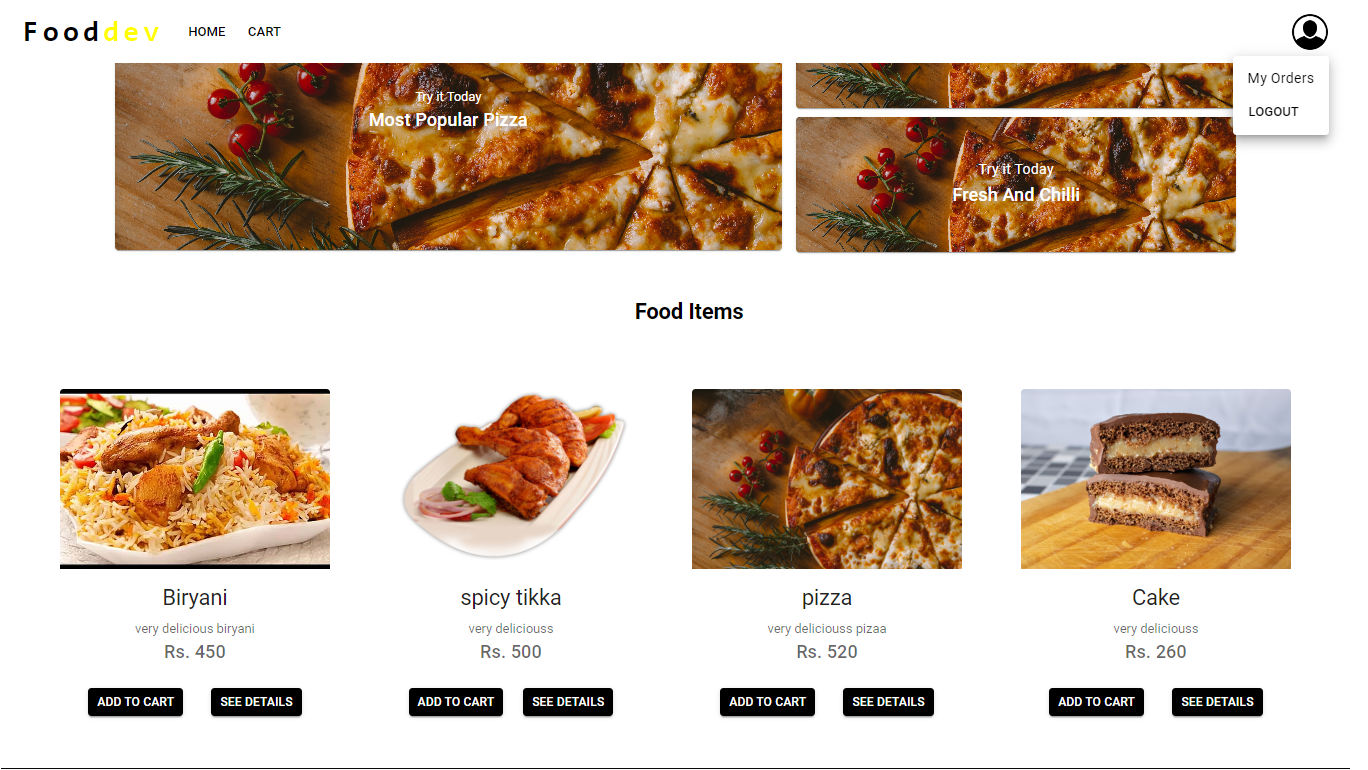 Fooddev
HOME
CART
My Orders
LOGOUT
Try it Today
Most Popular Pizza
Try it Today
Fresh And Chilli
Food Items
Biryani
very delicious biryani
Rs. 450
ADD TO CART
SEE DETAILS
spicy tikka
very deliciouss
Rs. 500
ADD TO CART
SEE DETAILS
pizza
very deliciouss pizaa
Rs. 520
ADD TO CART
SEE DETAILS
Cake
very deliciouss
Rs. 260
ADD TO CART
SEE DETAILS